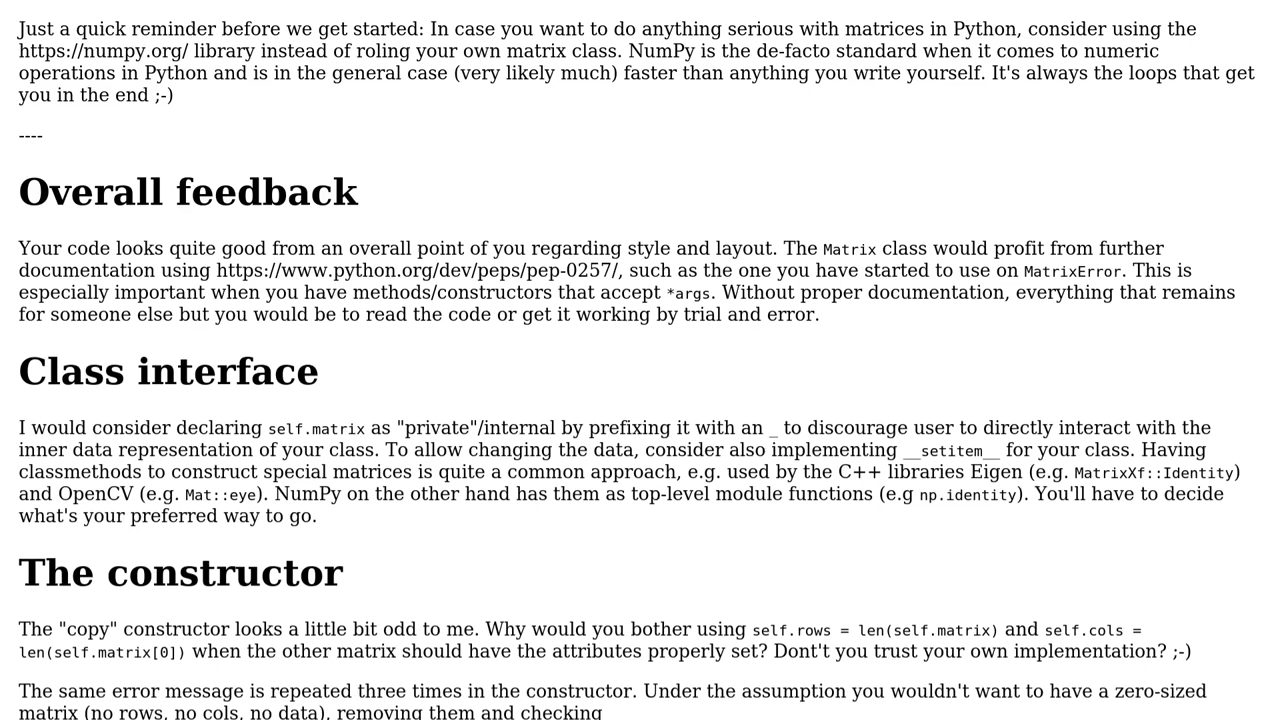 Just a quick reminder before we get started: In case you want to do anything serious with matrices in Python, consider using the
https://numpy.org/ library instead of roling your own matrix class. NumPy is the de-facto standard when it comes to numeric
operations in Python and is in the general case (very likely much) faster than anything you write yourself. It's always the loops that get
you in the end ;-)
----
Overall feedback
Your code looks quite good from an overall point of you regarding style and layout. The Matrix class would profit from further
documentation using https://www.python.org/dev/peps/pep-0257/, such as the one you have started to use on MatrixError. This is
especially important when you have methods/constructors that accept *args. Without proper documentation, everything that remains
for someone else but you would be to read the code or get it working by trial and error.
Class interface
I would consider declaring self.matrix as "private"/internal by prefixing it with an _ to discourage user to directly interact with the
inner data representation of your class. To allow changing the data, consider also implementing __setitem__ for your class. Having
classmethods to construct special matrices is quite a common approach, e.g. used by the C++ libraries Eigen (e.g. MatrixXf::Identity)
and OpenCV (e.g. Mat::eye). NumPy on the other hand has them as top-level module functions (e.g np.identity). You'll have to decide
what's your preferred way to go.
The constructor
The "copy" constructor looks a little bit odd to me. Why would you bother using self.rows = len(self.matrix) and self.cols =
len(self.matrix[0]) when the other matrix should have the attributes properly set? Dont't you trust your own implementation? ;-)
The same error message is repeated three times in the constructor. Under the assumption you wouldn't want to have a zero-sized
matrix (no rows, no cols, no data), removing them and checking